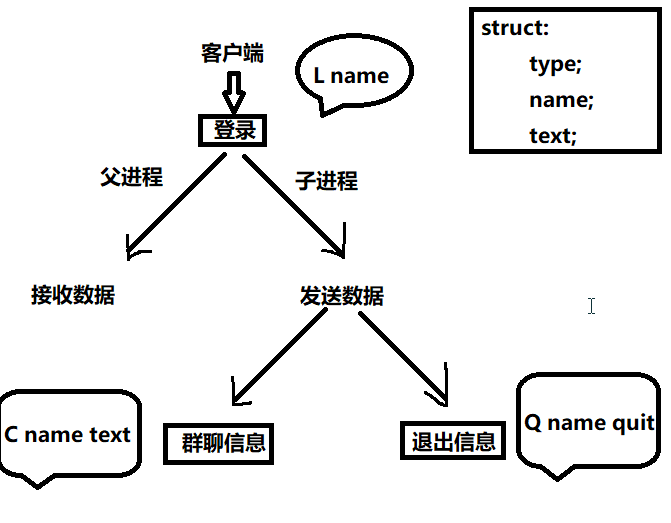 struct:
type;
name;
text;
客户端
L name
登录
父进程
子进程
接收数据
发送数据
C name text
群聊信息
退出信息
Q name quit